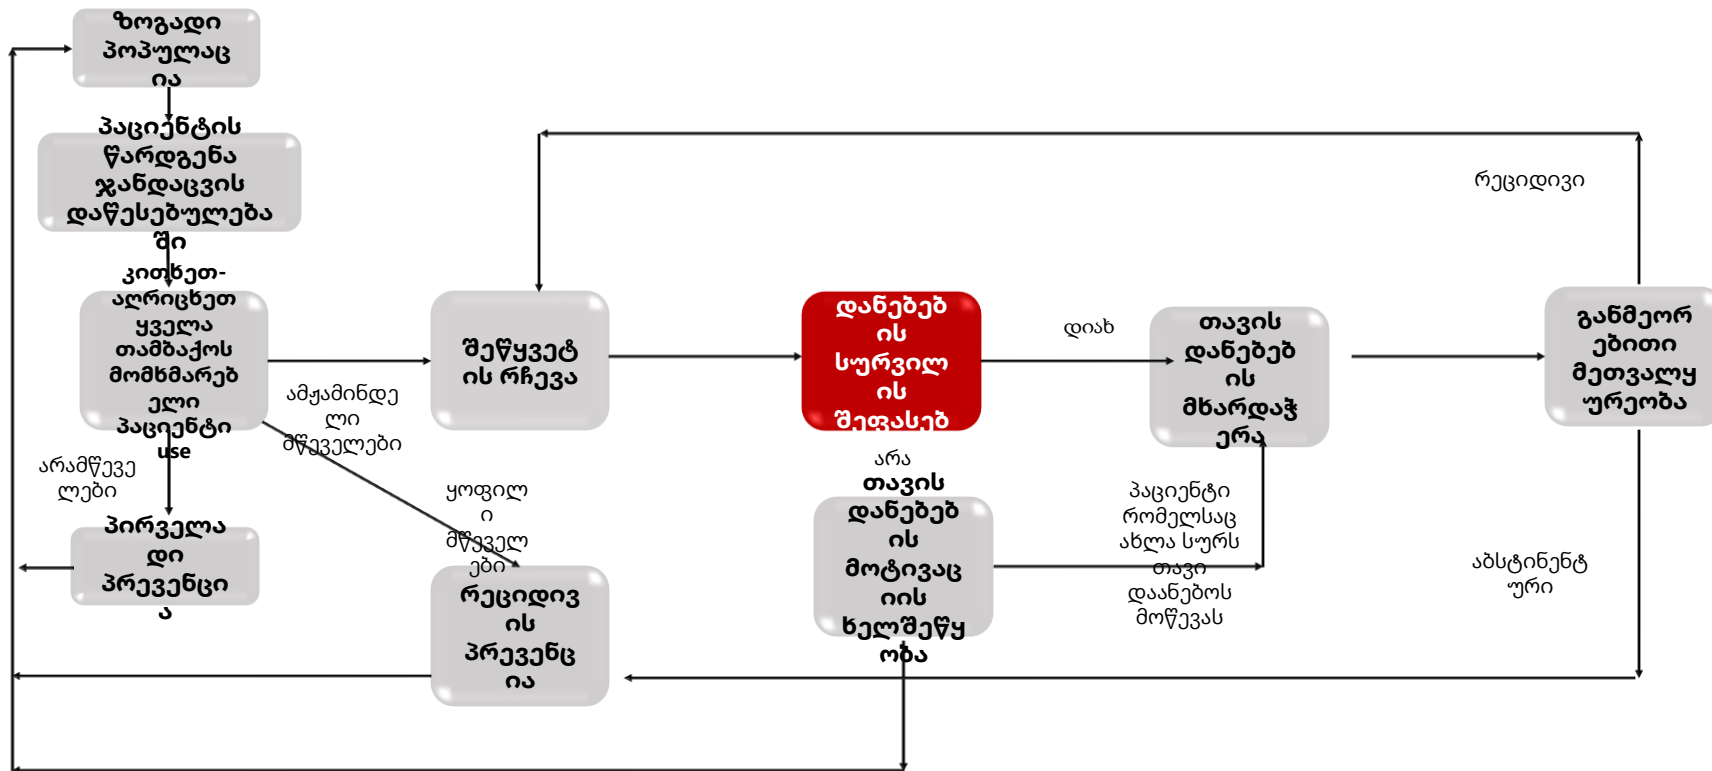 ზოგადი
პოპულაც
ია
პაციენტის
წარდგენა
ჯანდაცვის
დაწესებულება
ში
კითხეთ-
აღრიცხეთ
ყველა
თამბაქოს
მომხმარებ
ელი
პაციენტი
use
არამწევე
ლები
პირველა
დი
პრევენცი
ა
ამჟამინდე
ლი
მწეველები
ყოფილ
ი
მწეველ
ები
შეწყვეტ
ის რჩევა
რეციდივ
ის
პრევენც
ია
დანებებ
ის
სურვილ
ის
შეფასებ
არა
თავის
დანებებ
ის
მოტივაც
იის
ხელშეწყ
ობა
დიახ
თავის
დანებებ
ის
მხარდაჭ
ერა
პაციენტი
რომელსაც
ახლა სურს
თავი
დაანებოს
მოწევას
რეციდივი
განმეორ
ებითი
მეთვალყ
ურეობა
აბსტინენტ
ური